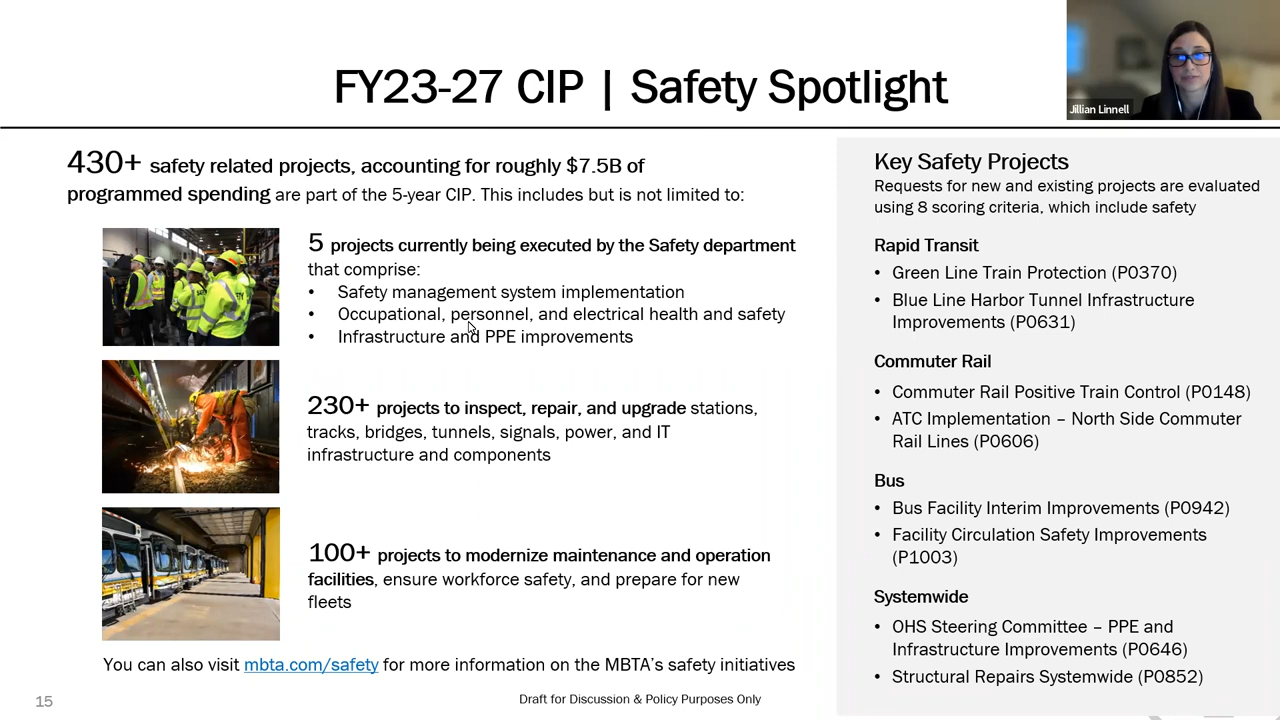 FY23-27 CIP | Safety Spotlight
Jillian Linnell
430+ safety related projects, accounting for roughly $7.5B of
programmed spending are part of the 5-year CIP. This includes but is not limited to:
5 projects currently being executed by the Safety department
that comprise:
• Safety management system implementation
• Occupational, personnel, and electrical health and safety
• Infrastructure and PPE improvements
230+ projects to inspect, repair, and upgrade stations,
tracks, bridges, tunnels, signals, power, and IT
infrastructure and components
100+ projects to modernize maintenance and operation
facilities, ensure workforce safety, and prepare for new
fleets
You can also visit mbta.com/safety for more information on the MBTA's safety initiatives
Key Safety Projects
Requests for new and existing projects are evaluated
using 8 scoring criteria, which include safety
Rapid Transit
• Green Line Train Protection (P0370)
• Blue Line Harbor Tunnel Infrastructure
Improvements (P0631)
Commuter Rail
• Commuter Rail Positive Train Control (P0148)
• ATC Implementation – North Side Commuter
Rail Lines (P0606)
Bus
• Bus Facility Interim Improvements (P0942)
• Facility Circulation Safety Improvements
(P1003)
Systemwide
• OHS Steering Committee – PPE and
Infrastructure Improvements (P0646)
• Structural Repairs Systemwide (P0852)
15
Draft for Discussion & Policy Purposes Only